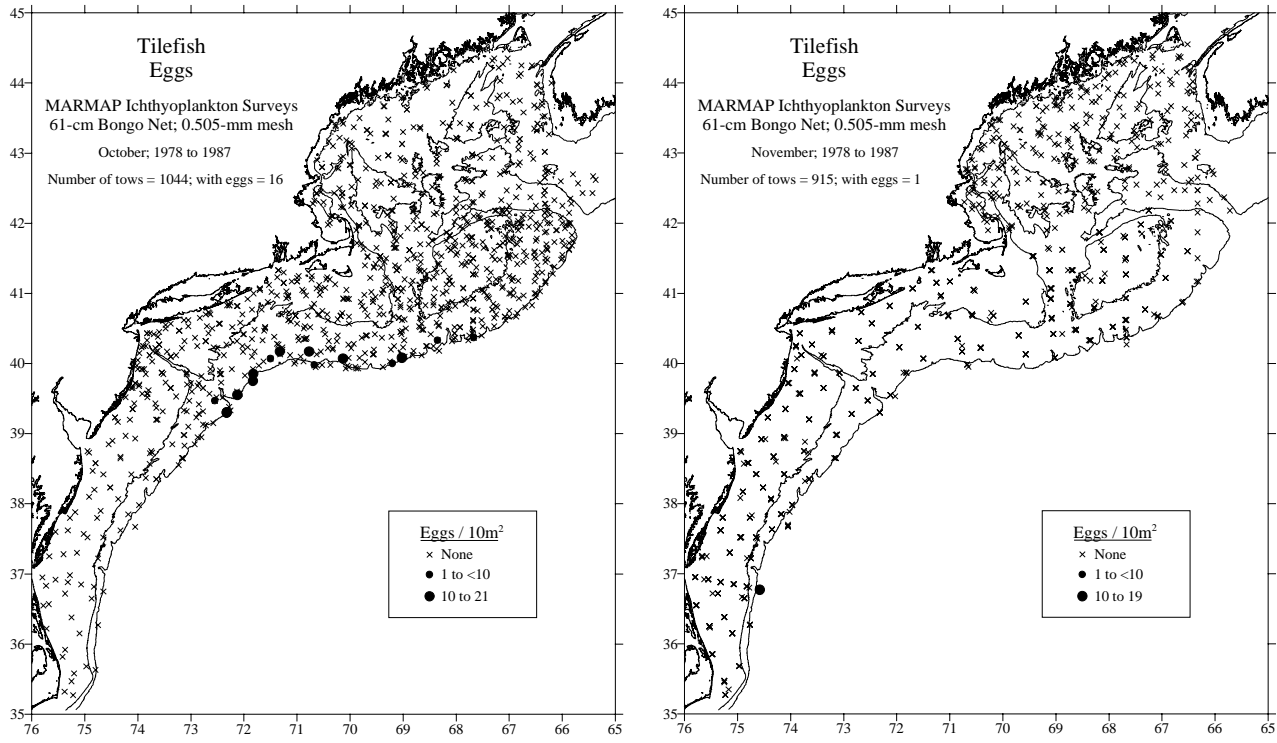 Tilefish
Eggs
MARMAP Ichthyoplankton Surveys
61-cm Bongo Net; 0.505-mm mesh
October; 1978 to 1987
Number of tows = 1044; with eggs = 16
Eggs / 10m²
None
1 to <10
10 to 21
45
44
43
42
41
40
39
38
37
36
35
76 75 74 73 72 71 70 69 68 67 66 65
Tilefish
Eggs
MARMAP Ichthyoplankton Surveys
61-cm Bongo Net; 0.505-mm mesh
November; 1978 to 1987
Number of tows = 915; with eggs = 1
Eggs / 10m²
None
1 to <10
10 to 19
45
44
43
42
41
40
39
38
37
36
35
76 75 74 73 72 71 70 69 68 67 66 65